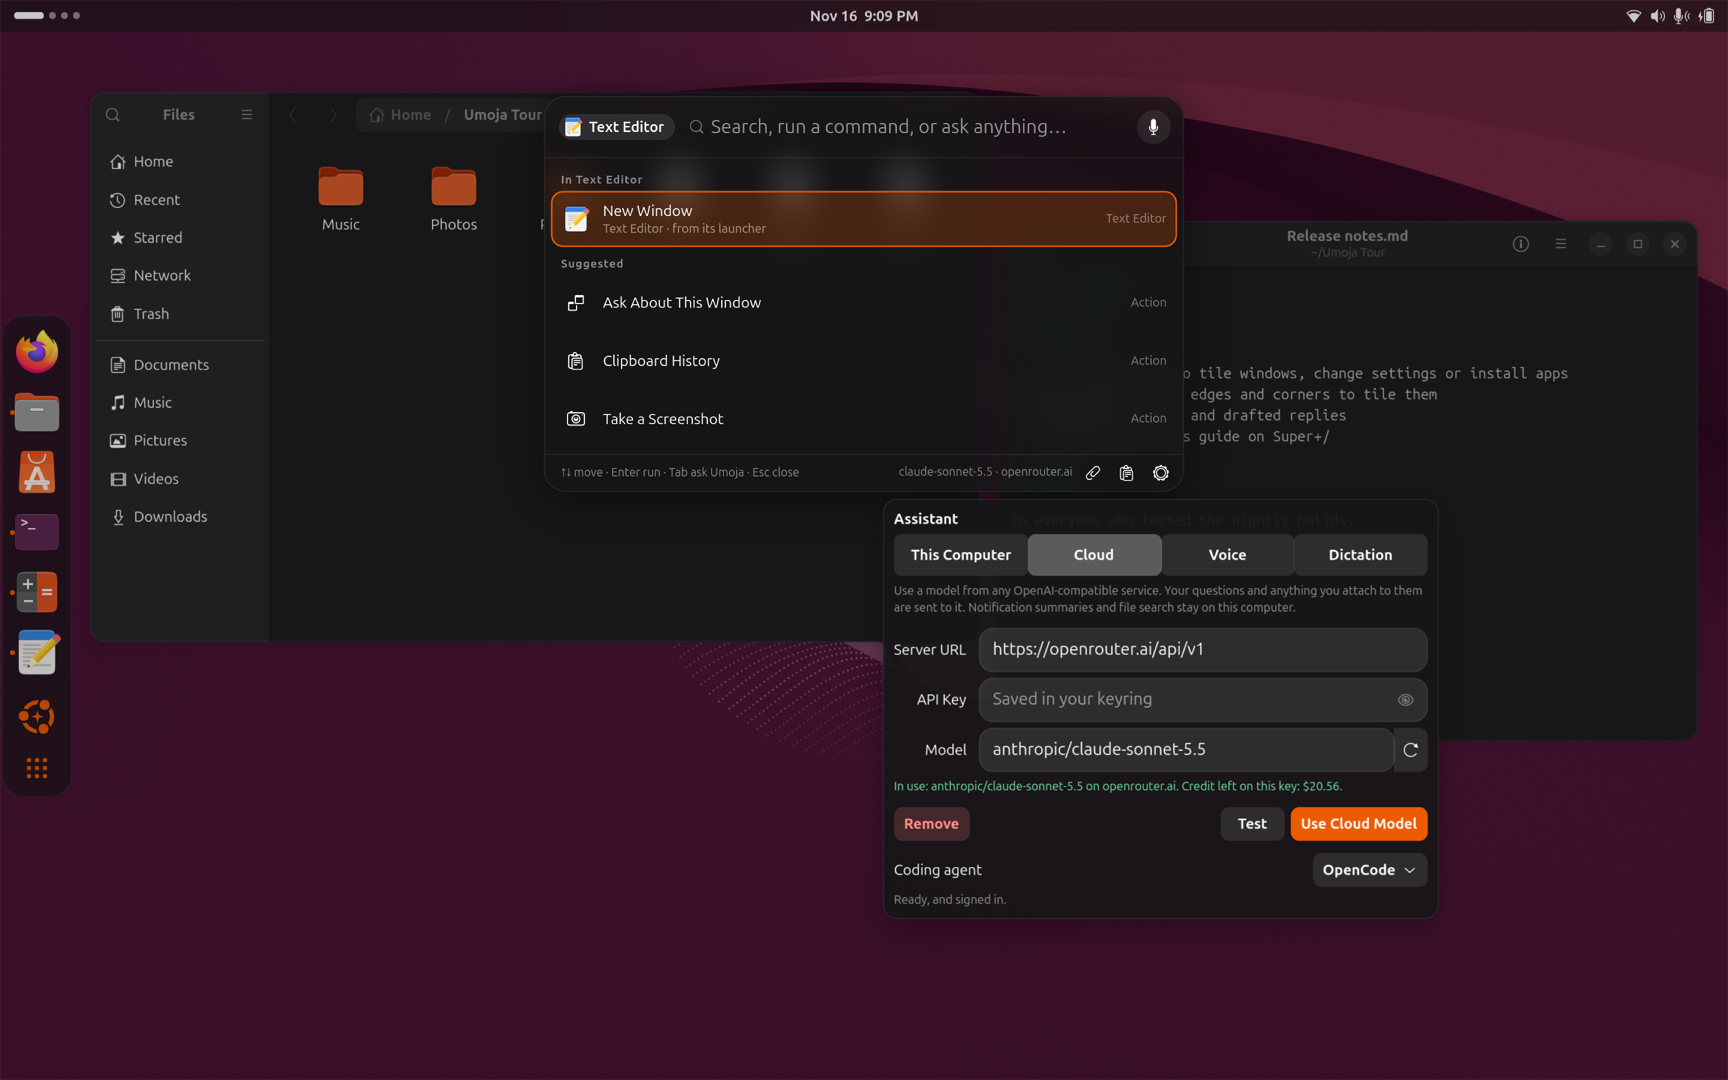 Nov 16 9:09 PM
Files
Home / Umoja Tour
Home
Recent
Starred
Network
Trash
Documents
Music
Pictures
Videos
Downloads
Music
Photos
Text Editor
Search, run a command, or ask anything…
In Text Editor
New Window
Text Editor · from its launcher
Text Editor
Suggested
Ask About This Window
Action
Clipboard History
Action
Take a Screenshot
Action
↑↓ move · Enter run · Tab ask Umoja · Esc close
claude-sonnet-5.5 · openrouter.ai
Release notes.md
~/Umoja Tour
tile windows, change settings or install apps
edges and corners to tile them
and drafted replies
guide on Super+/
To everyone who tested the nightly builds.
Assistant
This Computer
Cloud
Voice
Dictation
Use a model from any OpenAI-compatible service. Your questions and anything you attach to them
are sent to it. Notification summaries and file search stay on this computer.
Server URL
https://openrouter.ai/api/v1
API Key
Saved in your keyring
Model
anthropic/claude-sonnet-5.5
In use: anthropic/claude-sonnet-5.5 on openrouter.ai. Credit left on this key: $20.56.
Remove
Test
Use Cloud Model
Coding agent
OpenCode
Ready, and signed in.